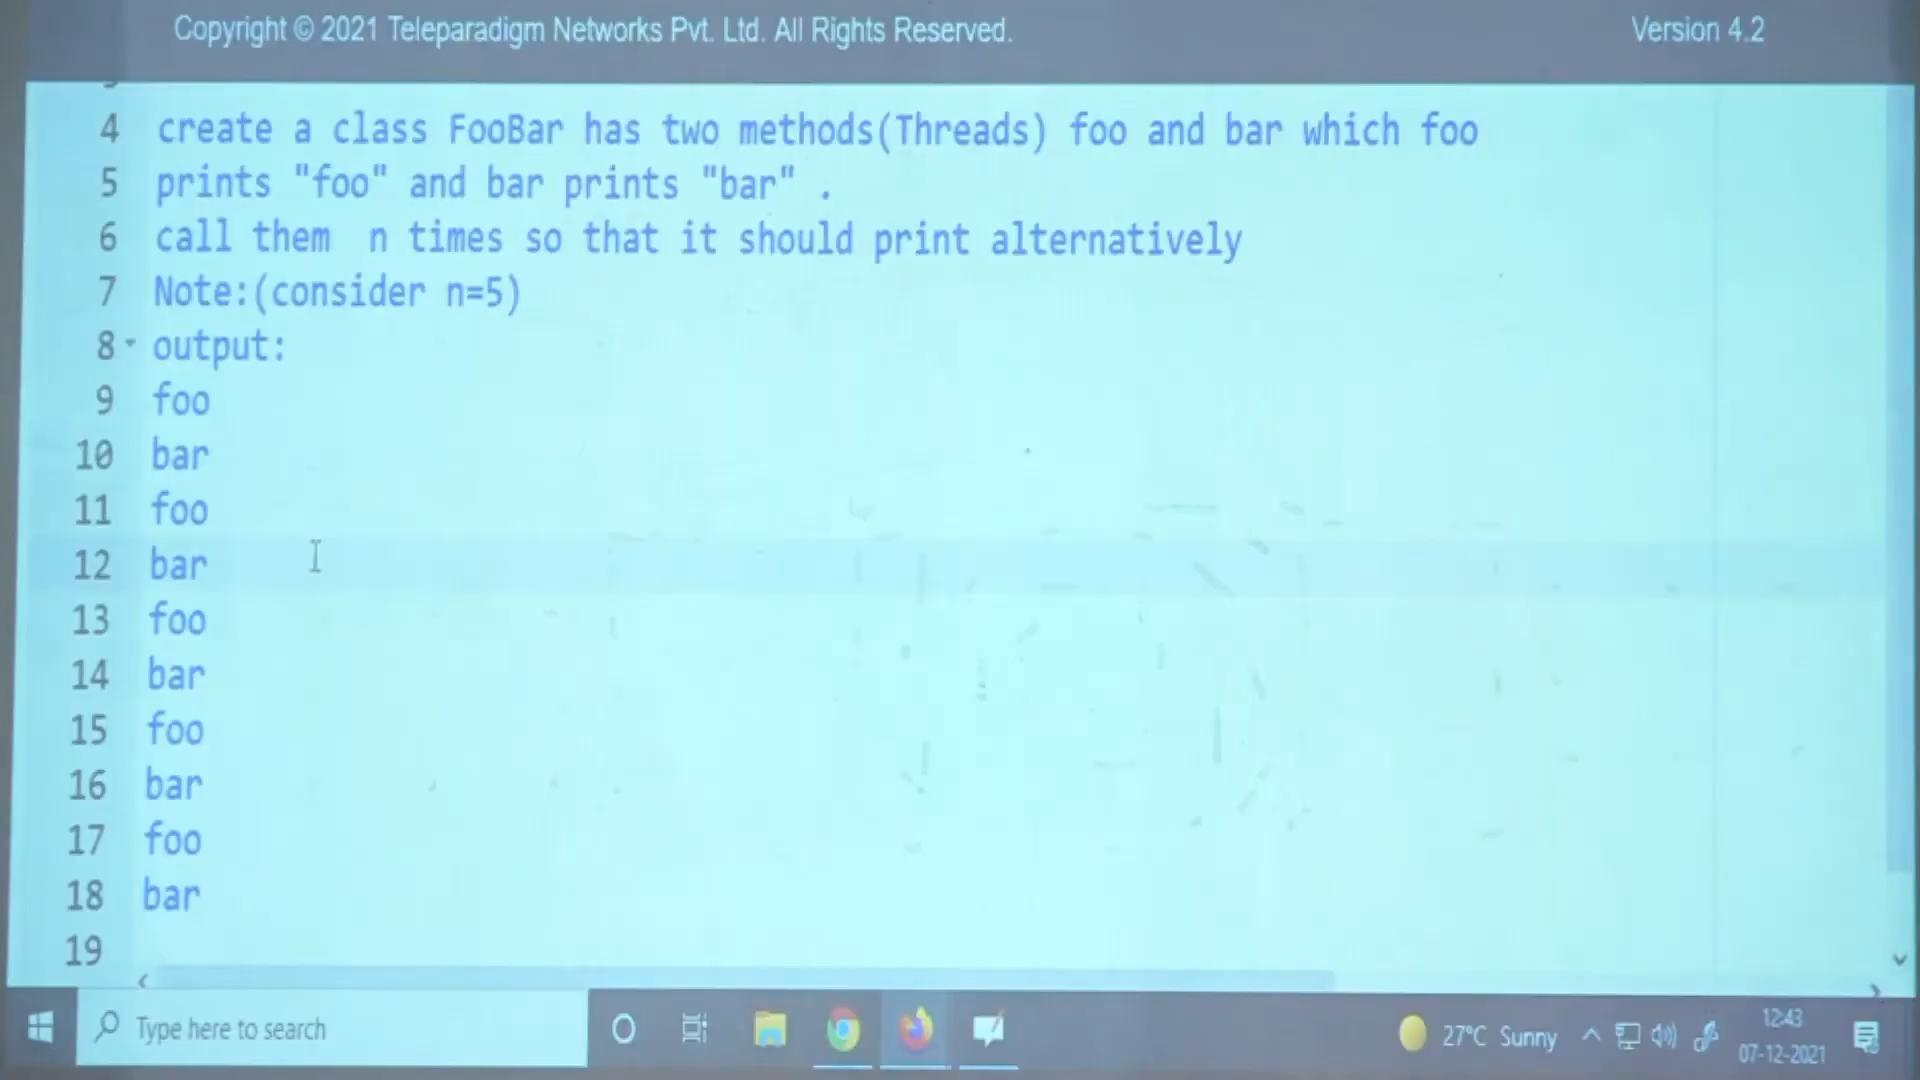 Copyright © 2021 Teleparadigm Networks Pvt. Ltd. All Rights Reserved. Version 4.2
4 create a class FooBar has two methods(Threads) foo and bar which foo
5 prints "foo" and bar prints "bar" .
6 call them n times so that it should print alternatively
7 Note:(consider n=5)
8 output:
9 foo
10 bar
11 foo
12 bar
13 foo
14 bar
15 foo
16 bar
17 foo
18 bar
19
Type here to search
27°C Sunny
12:43
07-12-2021